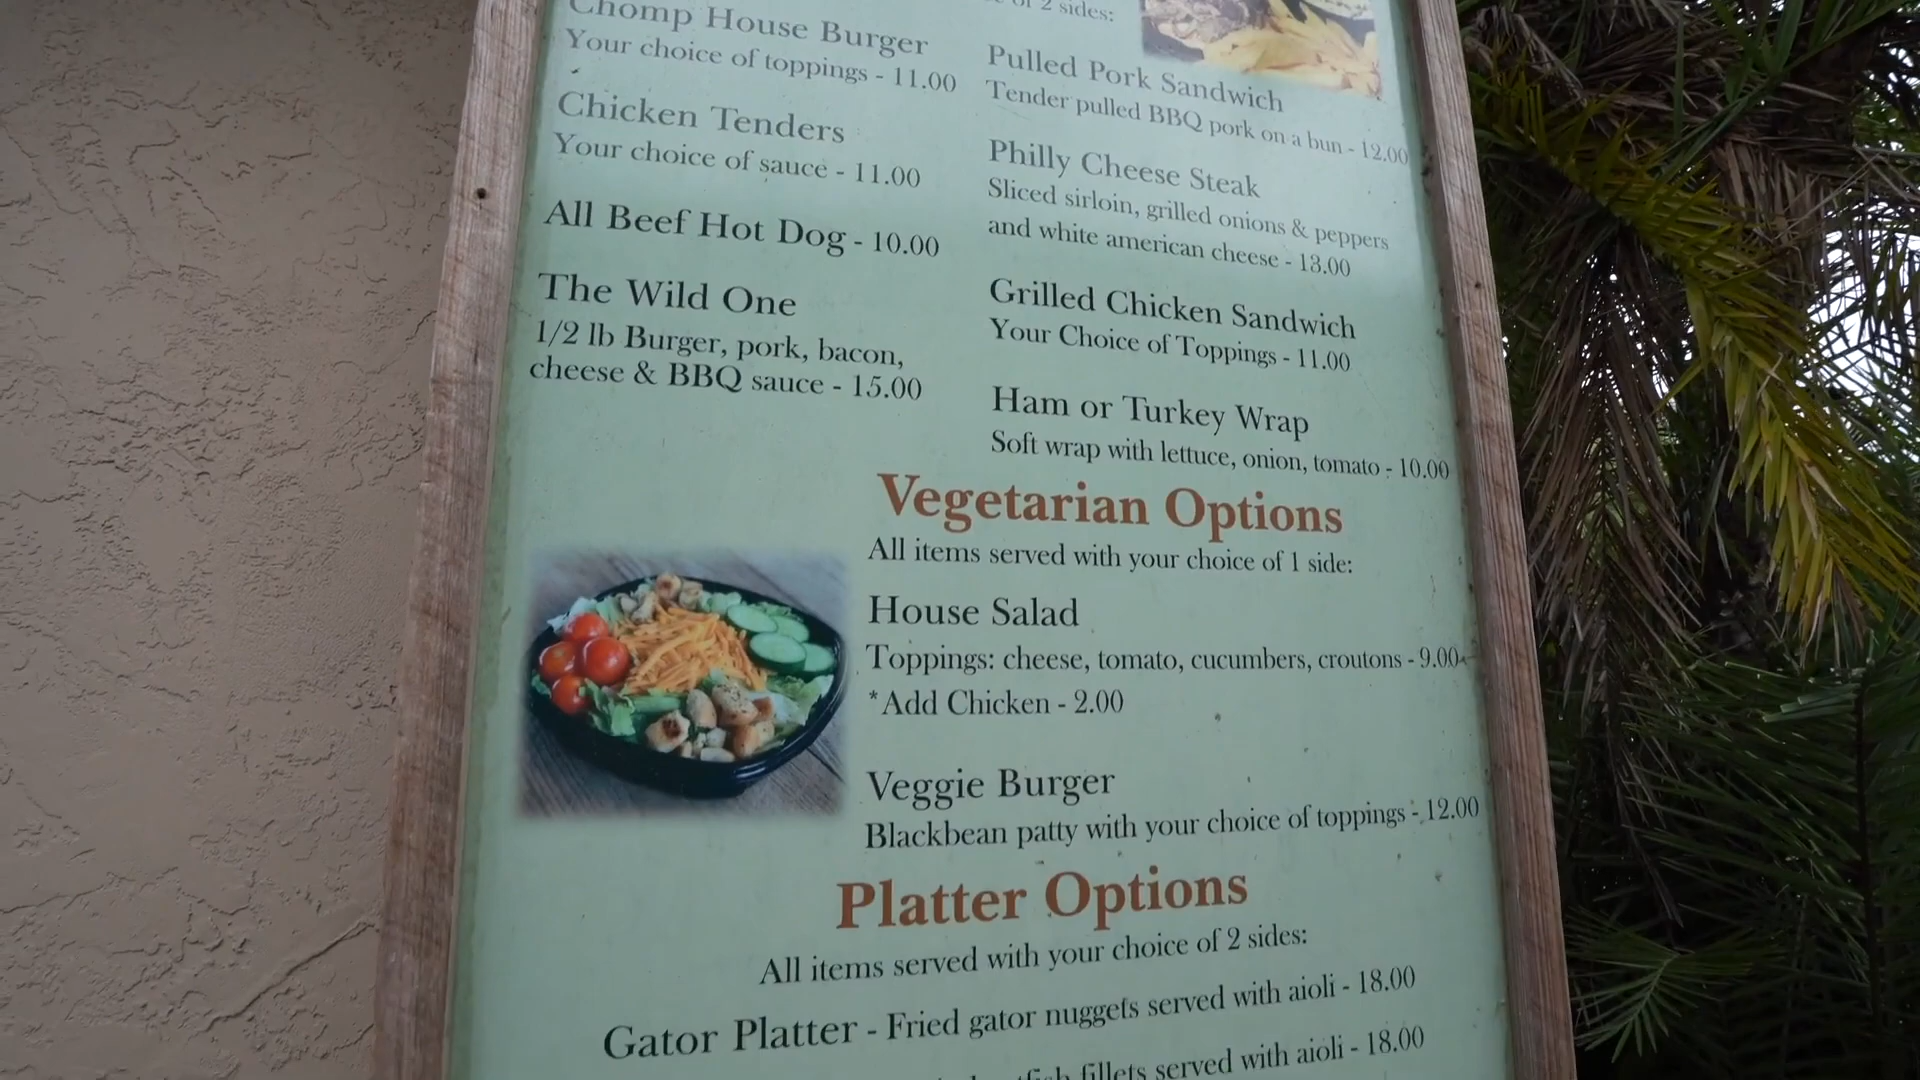 Chomp House Burger
Your choice of toppings - 11.00
Chicken Tenders
Your choice of sauce - 11.00
All Beef Hot Dog - 10.00
The Wild One
1/2 lb Burger, pork, bacon,
cheese & BBQ sauce - 15.00
of 2 sides:
Pulled Pork Sandwich
Tender pulled BBQ pork on a bun - 12.00
Philly Cheese Steak
Sliced sirloin, grilled onions & peppers
and white american cheese - 13.00
Grilled Chicken Sandwich
Your Choice of Toppings - 11.00
Ham or Turkey Wrap
Soft wrap with lettuce, onion, tomato - 10.00
Vegetarian Options
All items served with your choice of 1 side:
House Salad
Toppings: cheese, tomato, cucumbers, croutons - 9.00
*Add Chicken - 2.00
Veggie Burger
Blackbean patty with your choice of toppings - 12.00
Platter Options
All items served with your choice of 2 sides:
Gator Platter - Fried gator nuggets served with aioli - 18.00
fillets served with aioli - 18.00